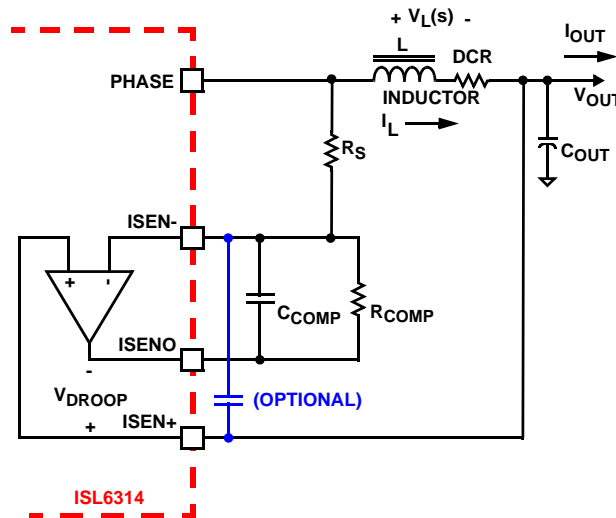 + VL(s) -
IOUT
L
DCR
PHASE
INDUCTOR
VOUT
IL
COUT
RS
ISEN-
+ -
CCOMP
RCOMP
ISENO
-
VDROOP
(OPTIONAL)
+
ISEN+
ISL6314